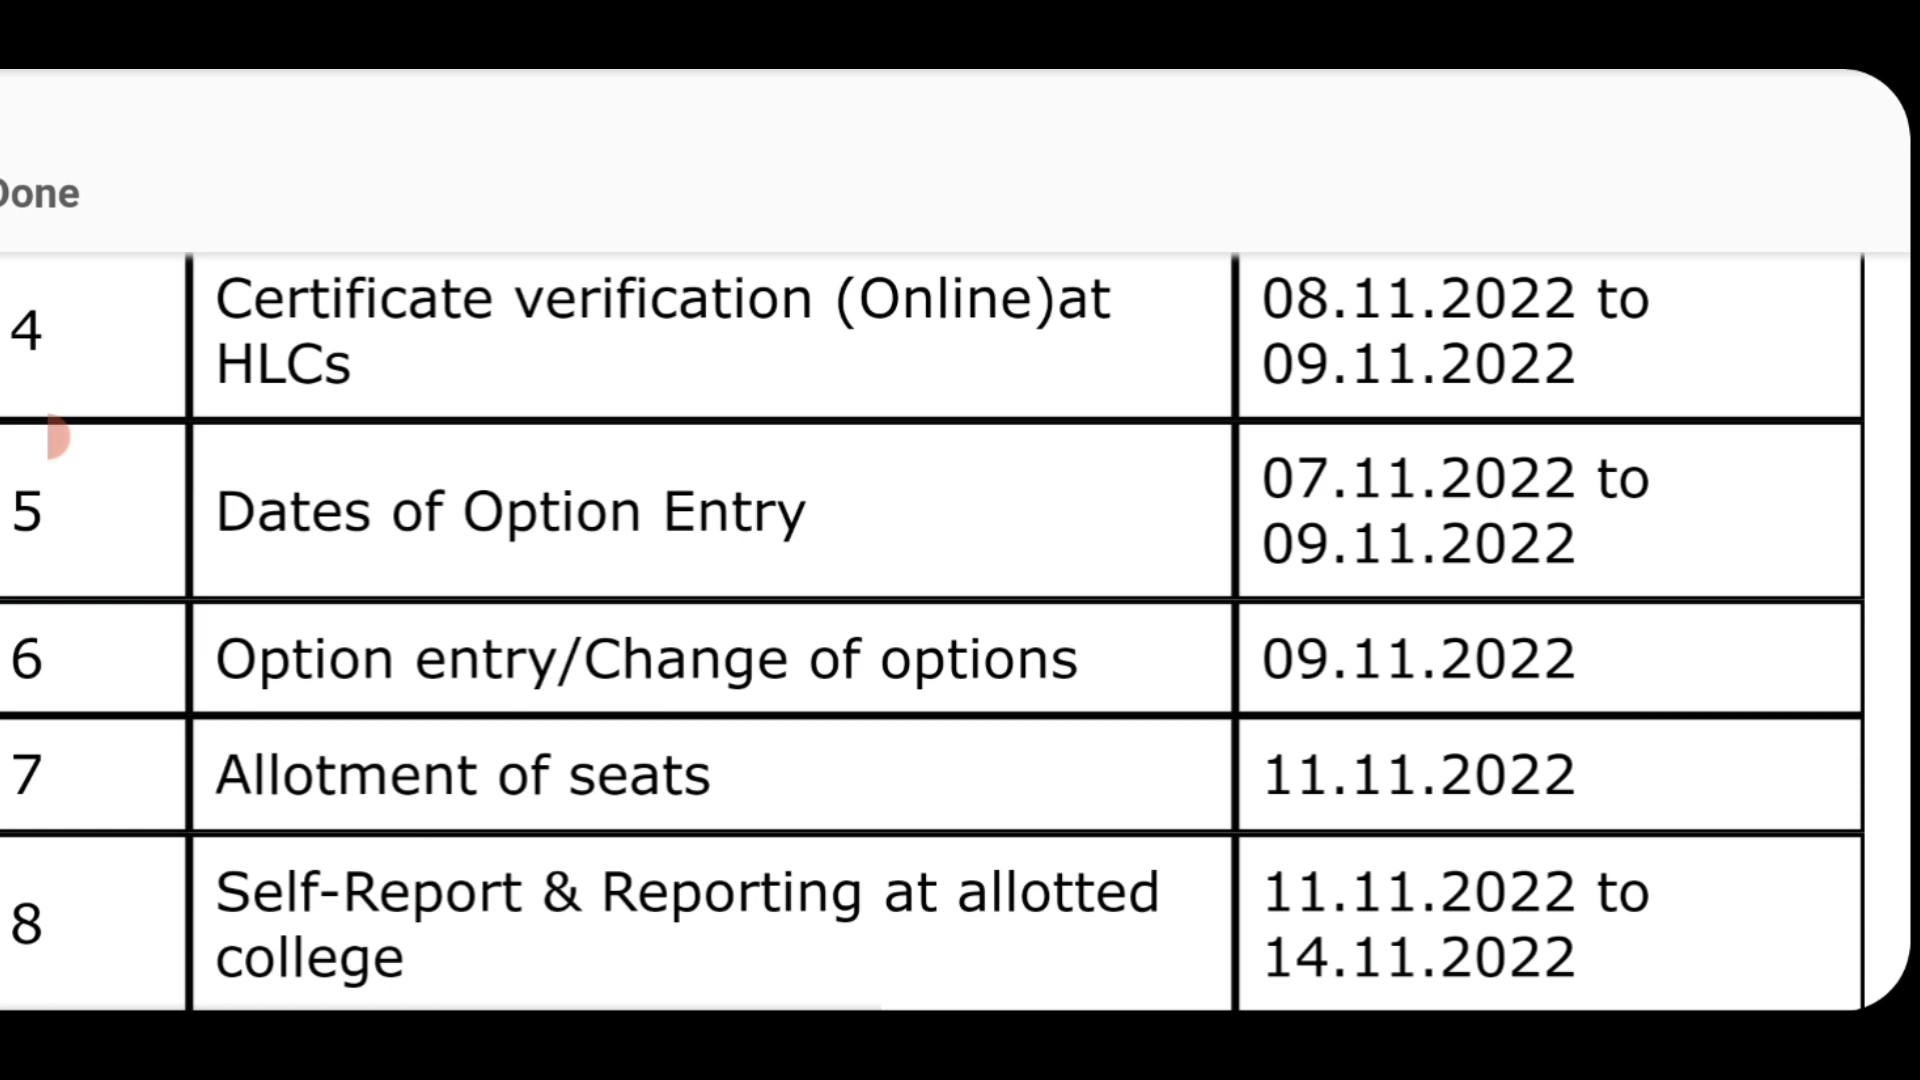 Done
4
Certificate verification (Online)at
HLCs
08.11.2022 to
09.11.2022
5
Dates of Option Entry
07.11.2022 to
09.11.2022
6
Option entry/Change of options
09.11.2022
7
Allotment of seats
11.11.2022
8
Self-Report & Reporting at allotted
college
11.11.2022 to
14.11.2022